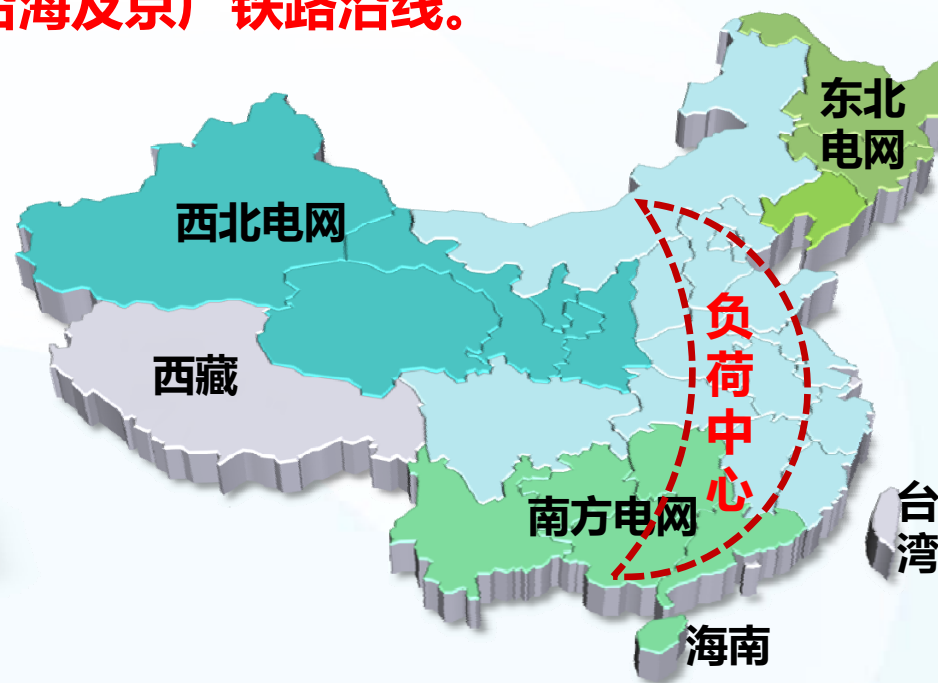 沿海及京广铁路沿线。
东北
电网
西北电网
负荷中心
西藏
南方电网
台湾
海南